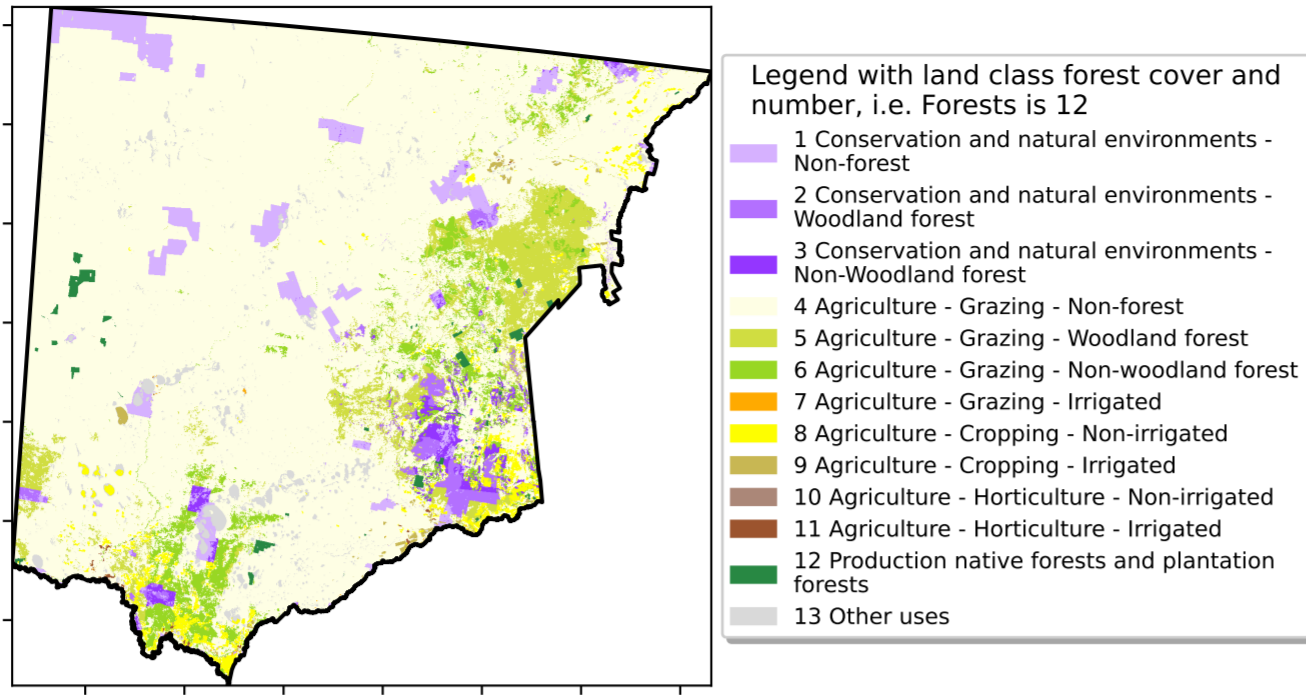 Legend with land class forest cover and
number, i.e. Forests is 12
1 Conservation and natural environments -
Non-forest
2 Conservation and natural environments -
Woodland forest
3 Conservation and natural environments -
Non-Woodland forest
4 Agriculture - Grazing - Non-forest
5 Agriculture - Grazing - Woodland forest
6 Agriculture - Grazing - Non-woodland forest
7 Agriculture - Grazing - Irrigated
8 Agriculture - Cropping - Non-irrigated
9 Agriculture - Cropping - Irrigated
10 Agriculture - Horticulture - Non-irrigated
11 Agriculture - Horticulture - Irrigated
12 Production native forests and plantation
forests
13 Other uses